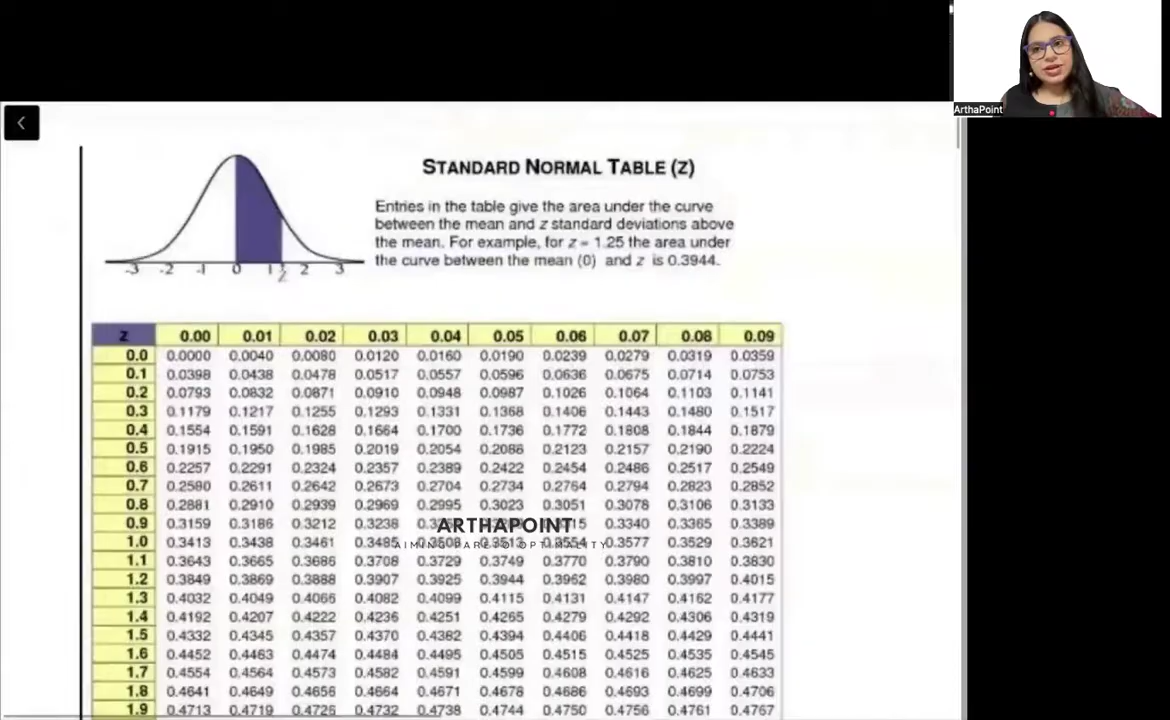 ArthaPoint
STANDARD NORMAL TABLE (Z)
Entries in the table give the area under the curve
between the mean and z standard deviations above
the mean. For example, for z = 1.25 the area under
the curve between the mean (0) and z is 0.3944.
-3 -2 -1 0 1 z 2 3
z 0.00 0.01 0.02 0.03 0.04 0.05 0.06 0.07 0.08 0.09
0.0 0.0000 0.0040 0.0080 0.0120 0.0160 0.0190 0.0239 0.0279 0.0319 0.0359
0.1 0.0398 0.0438 0.0478 0.0517 0.0557 0.0596 0.0636 0.0675 0.0714 0.0753
0.2 0.0793 0.0832 0.0871 0.0910 0.0948 0.0987 0.1026 0.1064 0.1103 0.1141
0.3 0.1179 0.1217 0.1255 0.1293 0.1331 0.1368 0.1406 0.1443 0.1480 0.1517
0.4 0.1554 0.1591 0.1628 0.1664 0.1700 0.1736 0.1772 0.1808 0.1844 0.1879
0.5 0.1915 0.1950 0.1985 0.2019 0.2054 0.2088 0.2123 0.2157 0.2190 0.2224
0.6 0.2257 0.2291 0.2324 0.2357 0.2389 0.2422 0.2454 0.2486 0.2517 0.2549
0.7 0.2580 0.2611 0.2642 0.2673 0.2704 0.2734 0.2764 0.2794 0.2823 0.2852
0.8 0.2881 0.2910 0.2939 0.2969 0.2995 0.3023 0.3051 0.3078 0.3106 0.3133
0.9 0.3159 0.3186 0.3212 0.3238 0.3340 0.3365 0.3389
ARTHAPOINT
AIMING PARETO OPTIMALITY
1.0 0.3413 0.3438 0.3461 0.3485 0.3508 0.3513 0.3554 0.3577 0.3529 0.3621
1.1 0.3643 0.3665 0.3686 0.3708 0.3729 0.3749 0.3770 0.3790 0.3810 0.3830
1.2 0.3849 0.3869 0.3888 0.3907 0.3925 0.3944 0.3962 0.3980 0.3997 0.4015
1.3 0.4032 0.4049 0.4066 0.4082 0.4099 0.4115 0.4131 0.4147 0.4162 0.4177
1.4 0.4192 0.4207 0.4222 0.4236 0.4251 0.4265 0.4279 0.4292 0.4306 0.4319
1.5 0.4332 0.4345 0.4357 0.4370 0.4382 0.4394 0.4406 0.4418 0.4429 0.4441
1.6 0.4452 0.4463 0.4474 0.4484 0.4495 0.4505 0.4515 0.4525 0.4535 0.4545
1.7 0.4554 0.4564 0.4573 0.4582 0.4591 0.4599 0.4608 0.4616 0.4625 0.4633
1.8 0.4641 0.4649 0.4656 0.4664 0.4671 0.4678 0.4686 0.4693 0.4699 0.4706
1.9 0.4713 0.4719 0.4726 0.4732 0.4738 0.4744 0.4750 0.4756 0.4761 0.4767